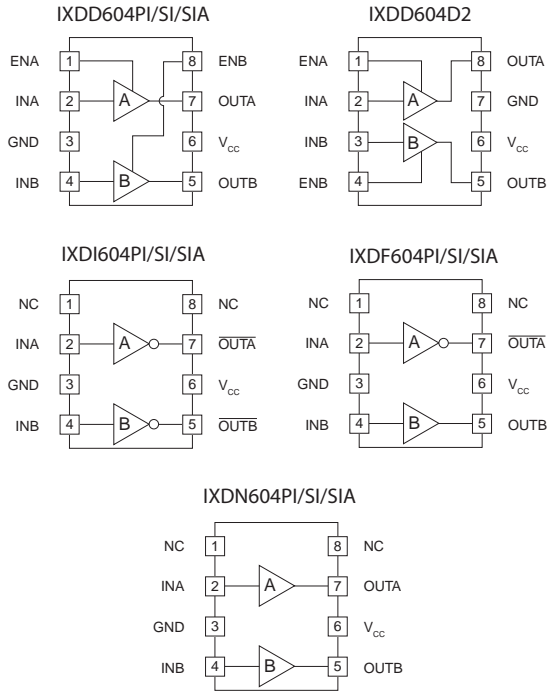 IXDD604PI/SI/SIA
ENA 1 8 ENB
INA 2 A 7 OUTA
GND 3 6 VCC
INB 4 B 5 OUTB
IXDD604D2
ENA 1 8 OUTA
INA 2 A 7 GND
INB 3 B 6 VCC
ENB 4 5 OUTB
IXDI604PI/SI/SIA
NC 1 8 NC
INA 2 A 7 OUTA
GND 3 6 VCC
INB 4 B 5 OUTB
IXDF604PI/SI/SIA
NC 1 8 NC
INA 2 A 7 OUTA
GND 3 6 VCC
INB 4 B 5 OUTB
IXDN604PI/SI/SIA
NC 1 8 NC
INA 2 A 7 OUTA
GND 3 6 VCC
INB 4 B 5 OUTB